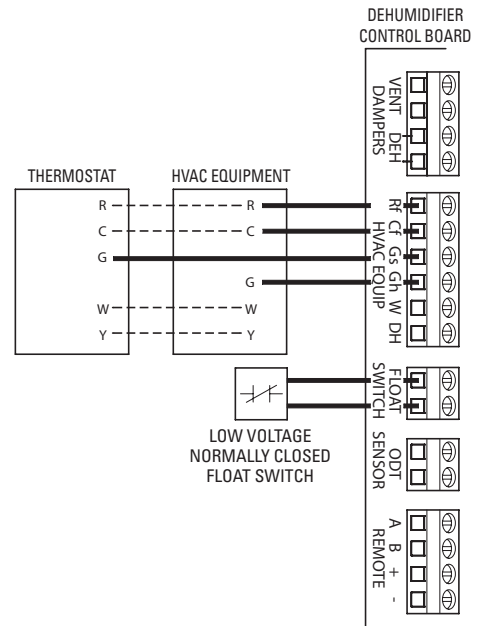 DEHUMIDIFIER
CONTROL BOARD
VENT DEH
DAMPERS
THERMOSTAT
HVAC EQUIPMENT
R
R
C
C
G
G
W
W
Y
Y
Rf Cf Gs Gh W DH
HVAC EQUIP
FLOAT
SWITCH
LOW VOLTAGE
NORMALLY CLOSED
FLOAT SWITCH
ODT
SENSOR
A B + -
REMOTE